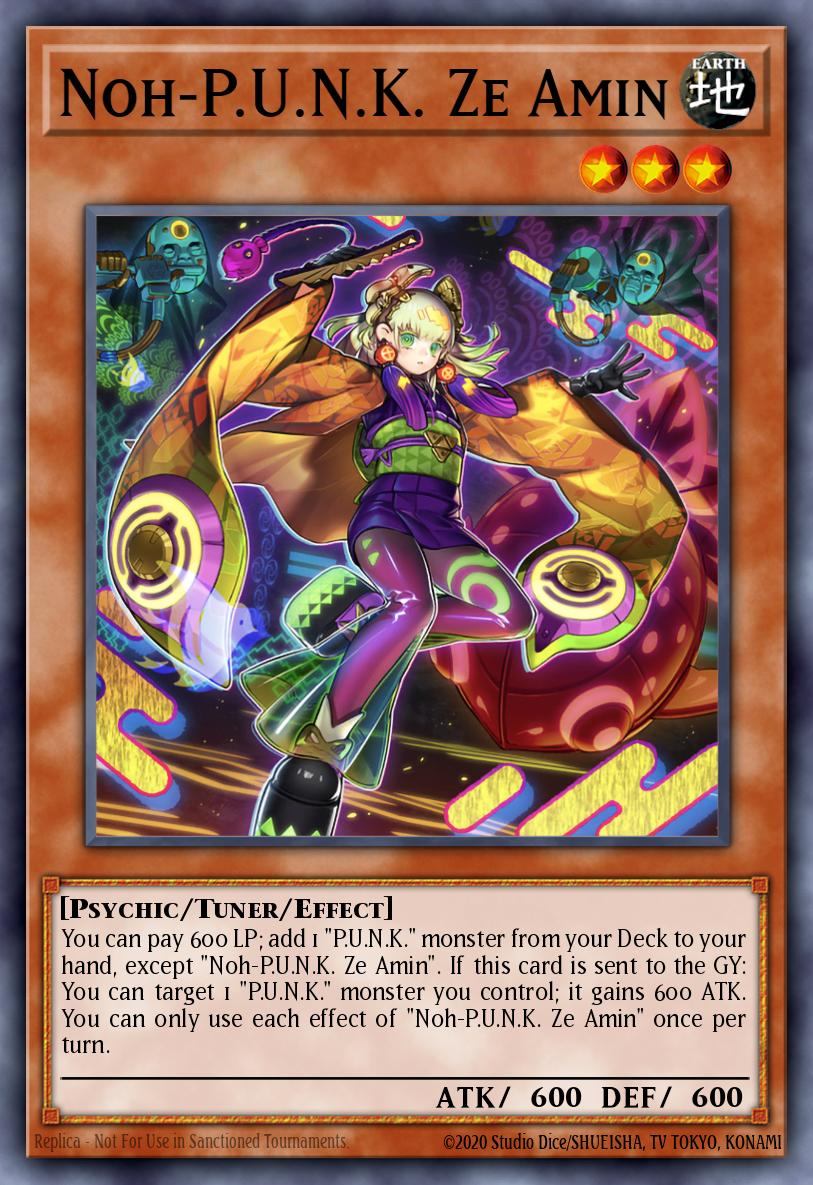 Noh-P.U.N.K. Ze Amin
EARTH
地
[Psychic/Tuner/Effect]
You can pay 600 LP; add 1 "P.U.N.K." monster from your Deck to your
hand, except "Noh-P.U.N.K. Ze Amin". If this card is sent to the GY:
You can target 1 "P.U.N.K." monster you control; it gains 600 ATK.
You can only use each effect of "Noh-P.U.N.K. Ze Amin" once per
turn.
ATK/ 600 DEF/ 600
Replica - Not For Use in Sanctioned Tournaments.
©2020 Studio Dice/SHUEISHA, TV TOKYO, KONAMI